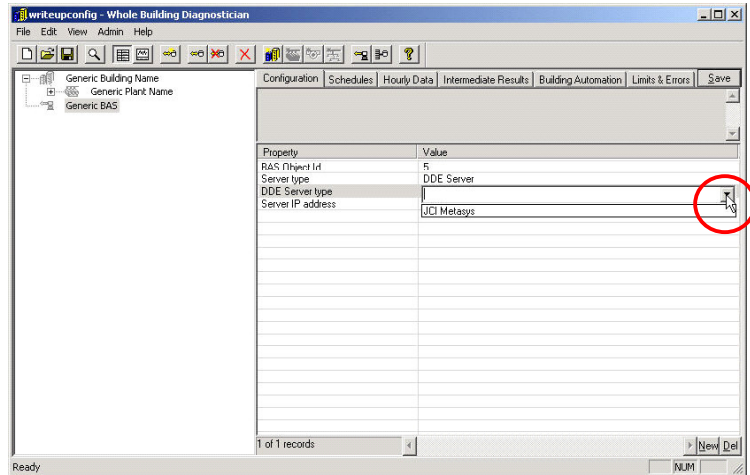 writeupconfig - Whole Building Diagnostician
File Edit View Admin Help
Generic Building Name
Generic Plant Name
Generic BAS
Configuration Schedules Hourly Data Intermediate Results Building Automation Limits & Errors Save
Property Value
BAS Object Id 5
Server type DDE Server
DDE Server type
Server IP address
JCI Metasys
1 of 1 records New Del
Ready NUM